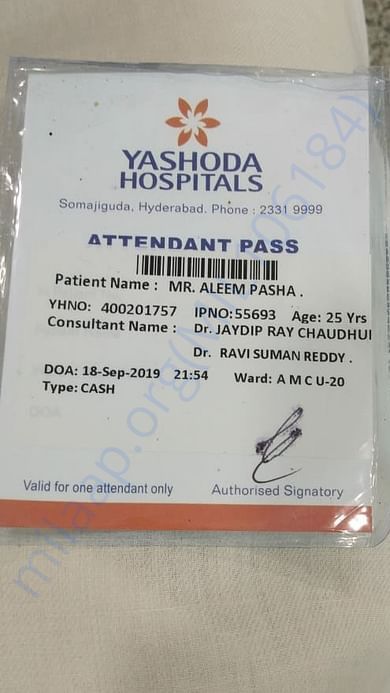 YASHODA
HOSPITALS
Somajiguda, Hyderabad. Phone : 2331 9999
ATTENDANT PASS
Patient Name : MR. ALEEM PASHA .
YHNO: 400201757 IPNO:55693 Age: 25 Yrs
Consultant Name : Dr. JAYDIP RAY CHAUDHUI
Dr. RAVI SUMAN REDDY .
DOA: 18-Sep-2019 21:54 Ward: A M C U-20
Type:CASH
DOA
Valid for one attendant only Authorised Signatory